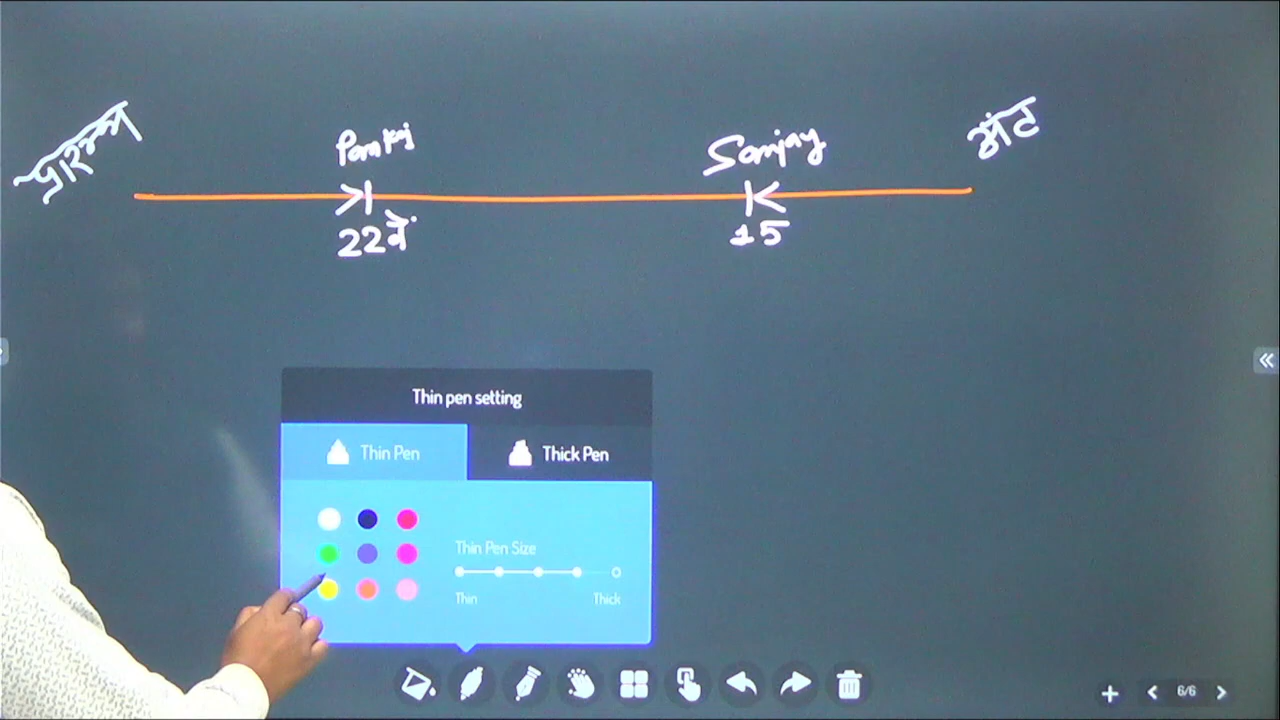 प्रारम्भ
Pankaj
Sanjay
अंत
22वें
15
Thin pen setting
Thin Pen
Thick Pen
Thin Pen Size
Thin
Thick
6/6